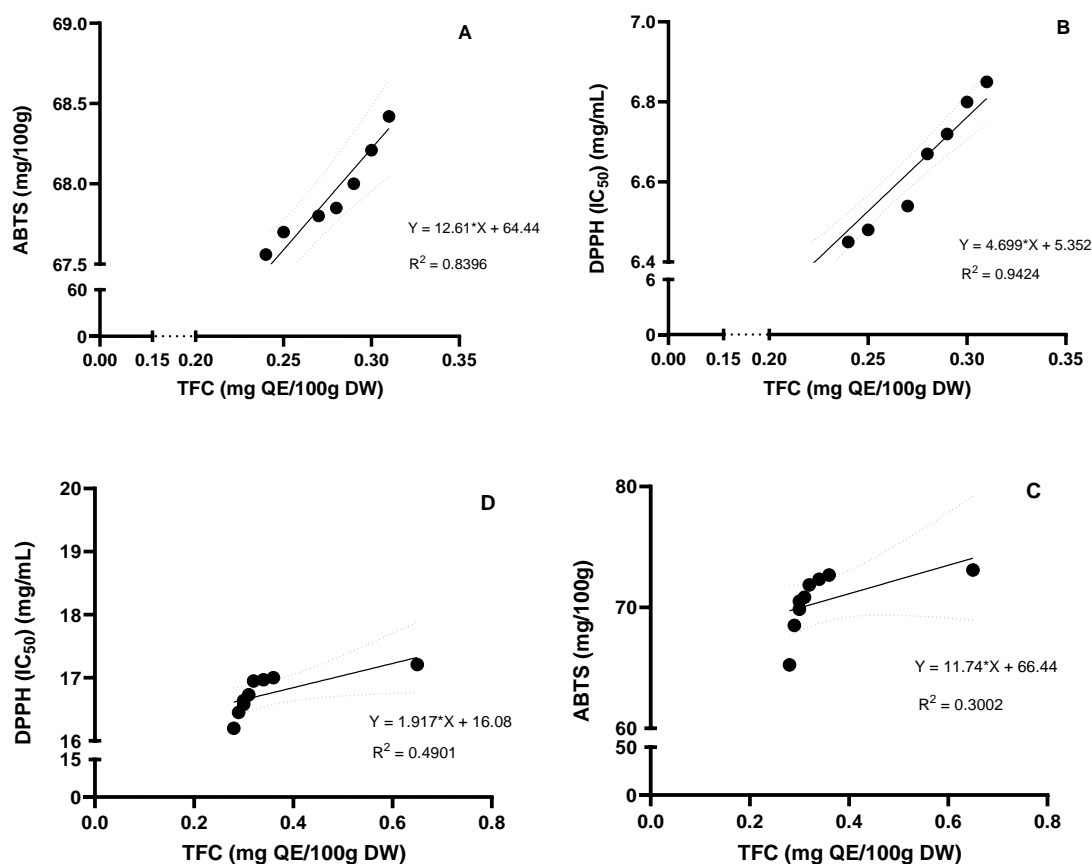 A
69.0
68.5
68.0
67.5
60
0
ABTS (mg/100g)
Y = 12.61*X + 64.44
R² = 0.8396
0.00 0.15 0.20 0.25 0.30 0.35
TFC (mg QE/100g DW)
B
7.0
6.8
6.6
6.4
6
0
DPPH (IC₅₀) (mg/mL)
Y = 4.699*X + 5.352
R² = 0.9424
0.00 0.15 0.20 0.25 0.30 0.35
TFC (mg QE/100g DW)
D
20
19
18
17
16
15
0
DPPH (IC₅₀) (mg/mL)
Y = 1.917*X + 16.08
R² = 0.4901
0.0 0.2 0.4 0.6 0.8
TFC (mg QE/100g DW)
C
80
70
60
50
0
ABTS (mg/100g)
Y = 11.74*X + 66.44
R² = 0.3002
0.0 0.2 0.4 0.6 0.8
TFC (mg QE/100g DW)